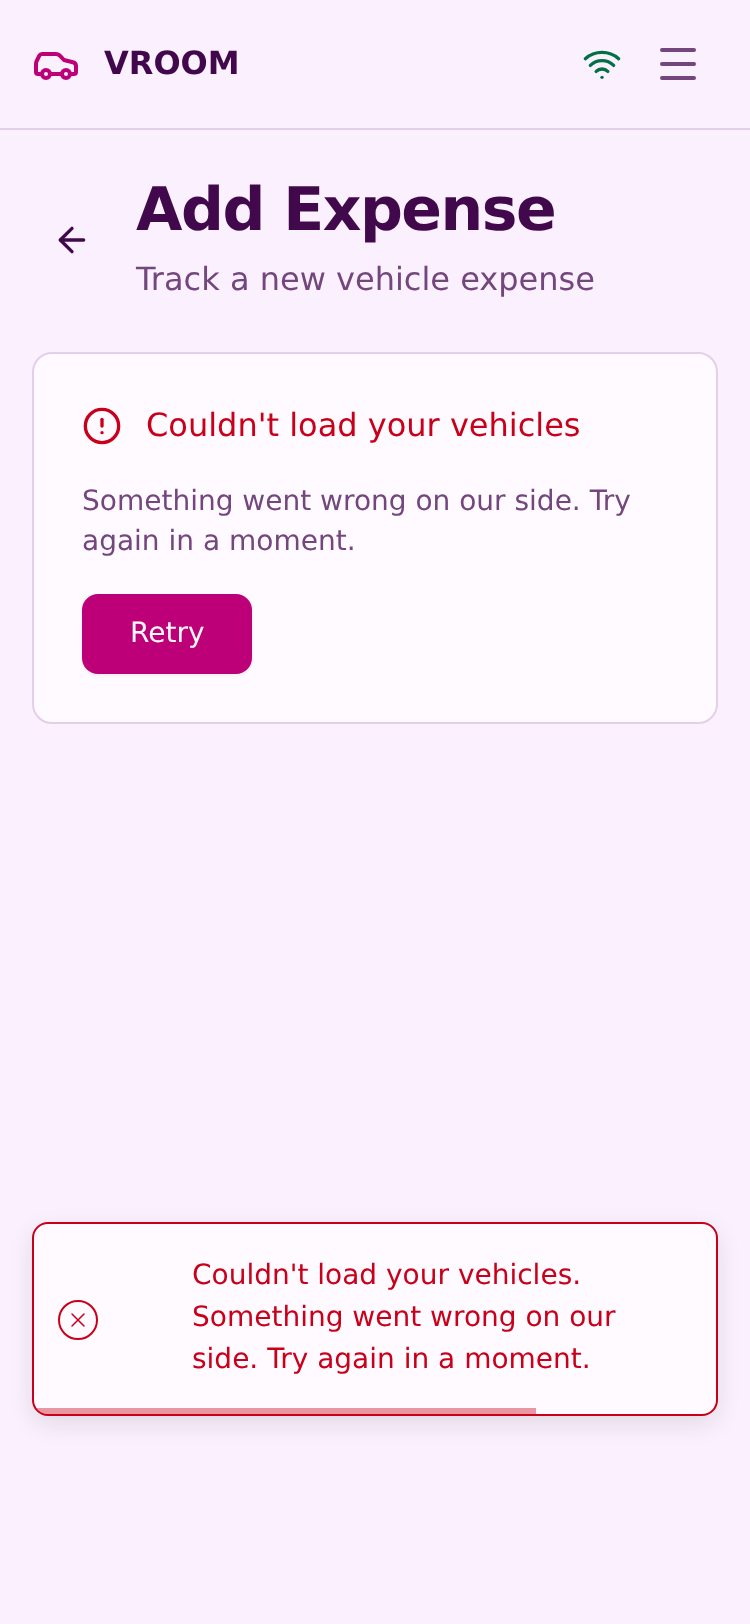 VROOM
Add Expense
Track a new vehicle expense
Couldn't load your vehicles
Something went wrong on our side. Try
again in a moment.
Retry
Couldn't load your vehicles.
Something went wrong on our
side. Try again in a moment.